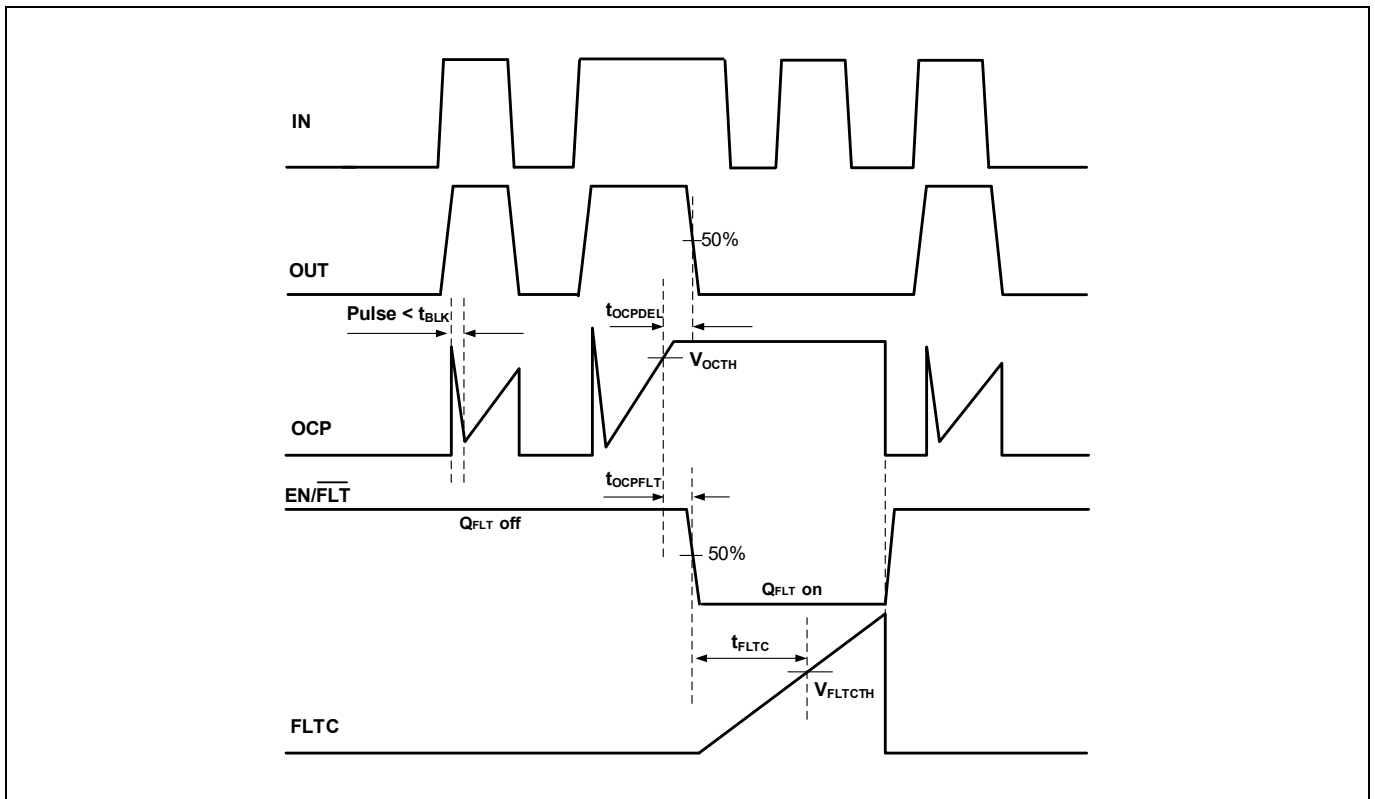 IN
50%
OUT
Pulse < tBLK
tOCPDEL
VOCTH
OCP
tOCPFLT
EN/FLT
QFLT off
50%
QFLT on
tFLTC
VFLTCTH
FLTC